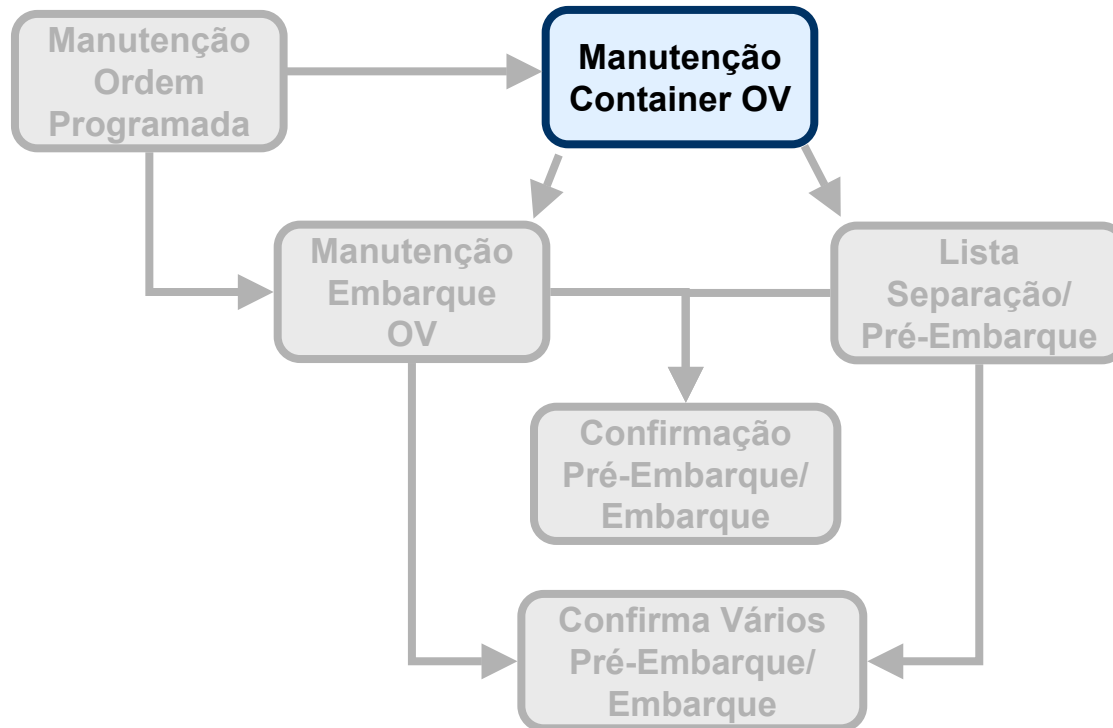 Manutenção
Ordem
Programada
Manutenção
Container OV
Manutenção
Embarque
OV
Lista
Separação/
Pré-Embarque
Confirmação
Pré-Embarque/
Embarque
Confirma Vários
Pré-Embarque/
Embarque